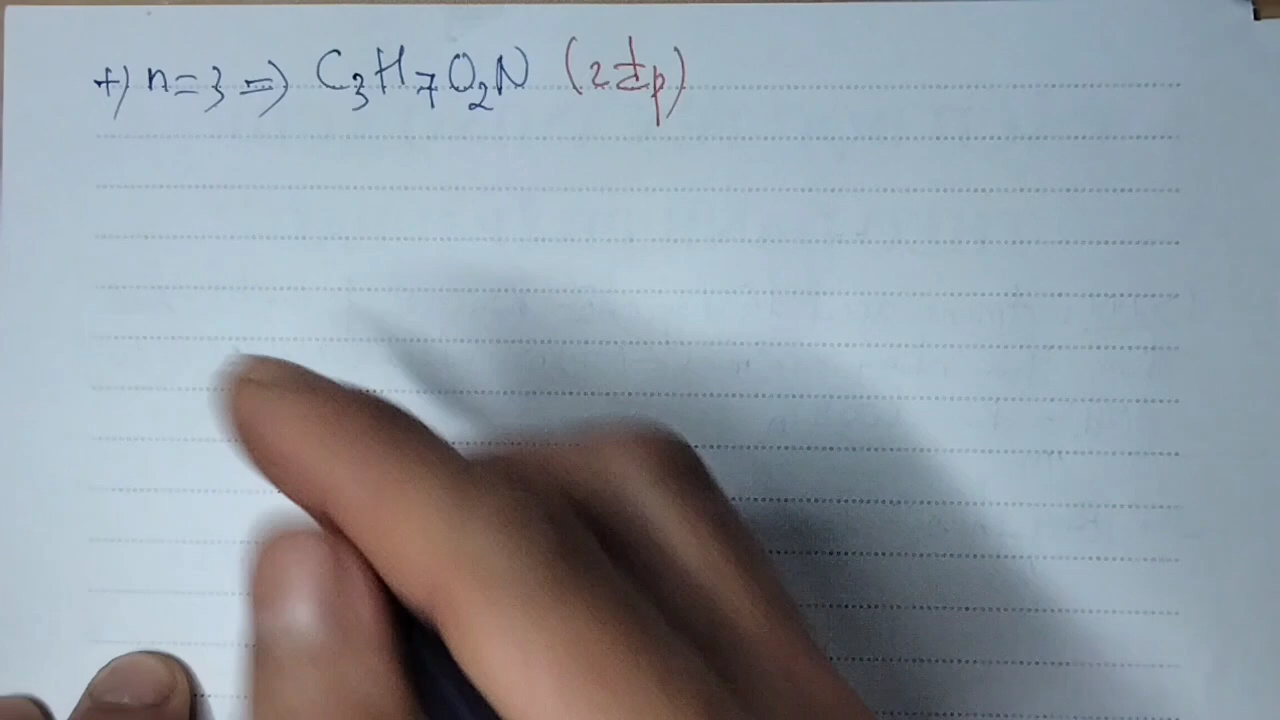 +) n=3 => C₃H₇O₂N (2đp)